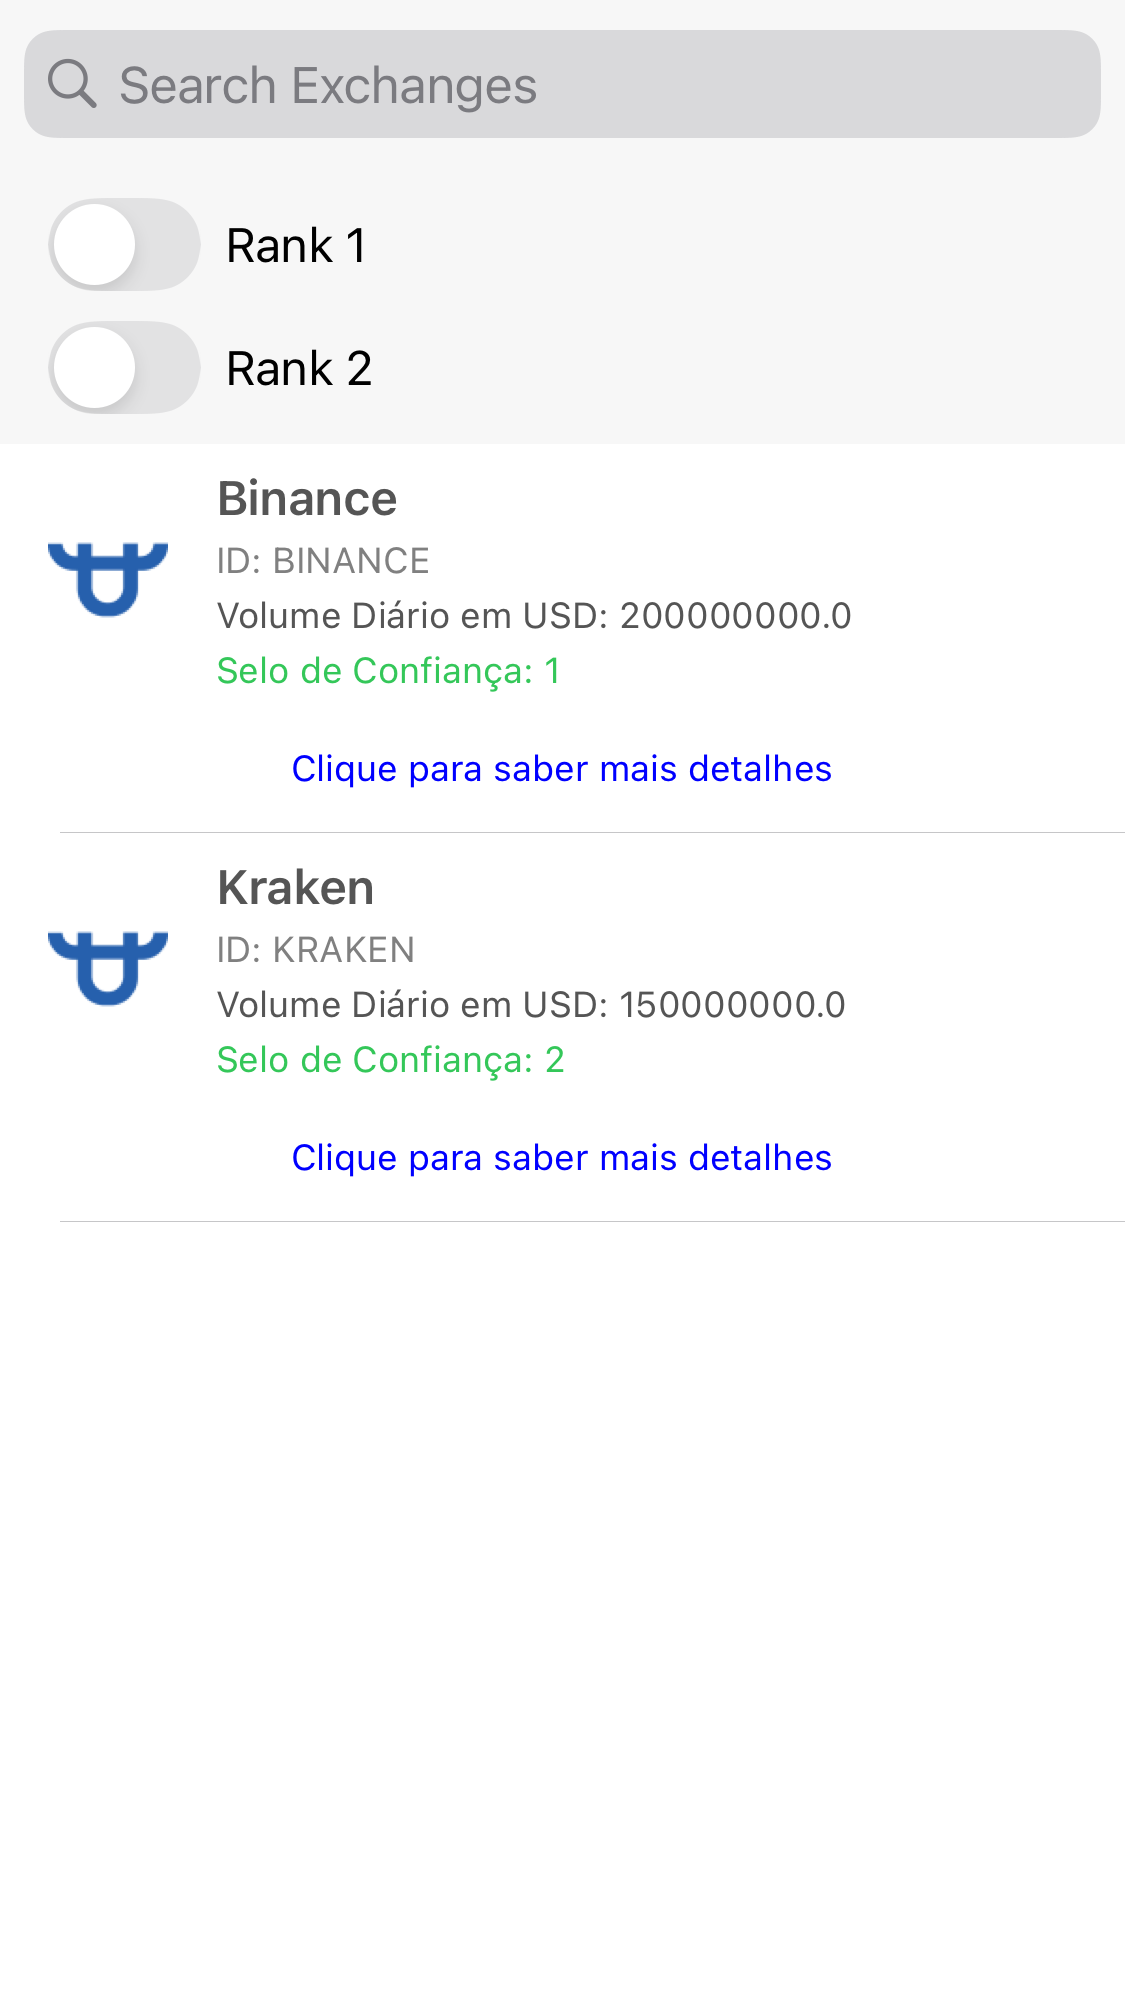 Search Exchanges
Rank 1
Rank 2
Binance
ID: BINANCE
Volume Diário em USD: 200000000.0
Selo de Confiança: 1
Clique para saber mais detalhes
Kraken
ID: KRAKEN
Volume Diário em USD: 150000000.0
Selo de Confiança: 2
Clique para saber mais detalhes